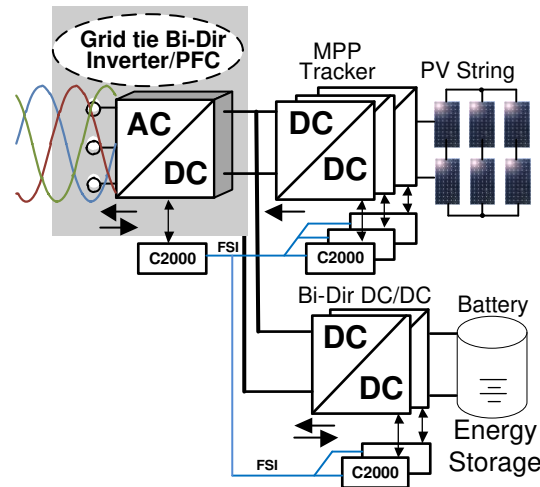 Grid tie Bi-Dir
Inverter/PFC
MPP
Tracker
PV String
AC
DC
DC
DC
C2000
FSI
C2000
Bi-Dir DC/DC
Battery
DC
DC
Energy
Storage
FSI
C2000